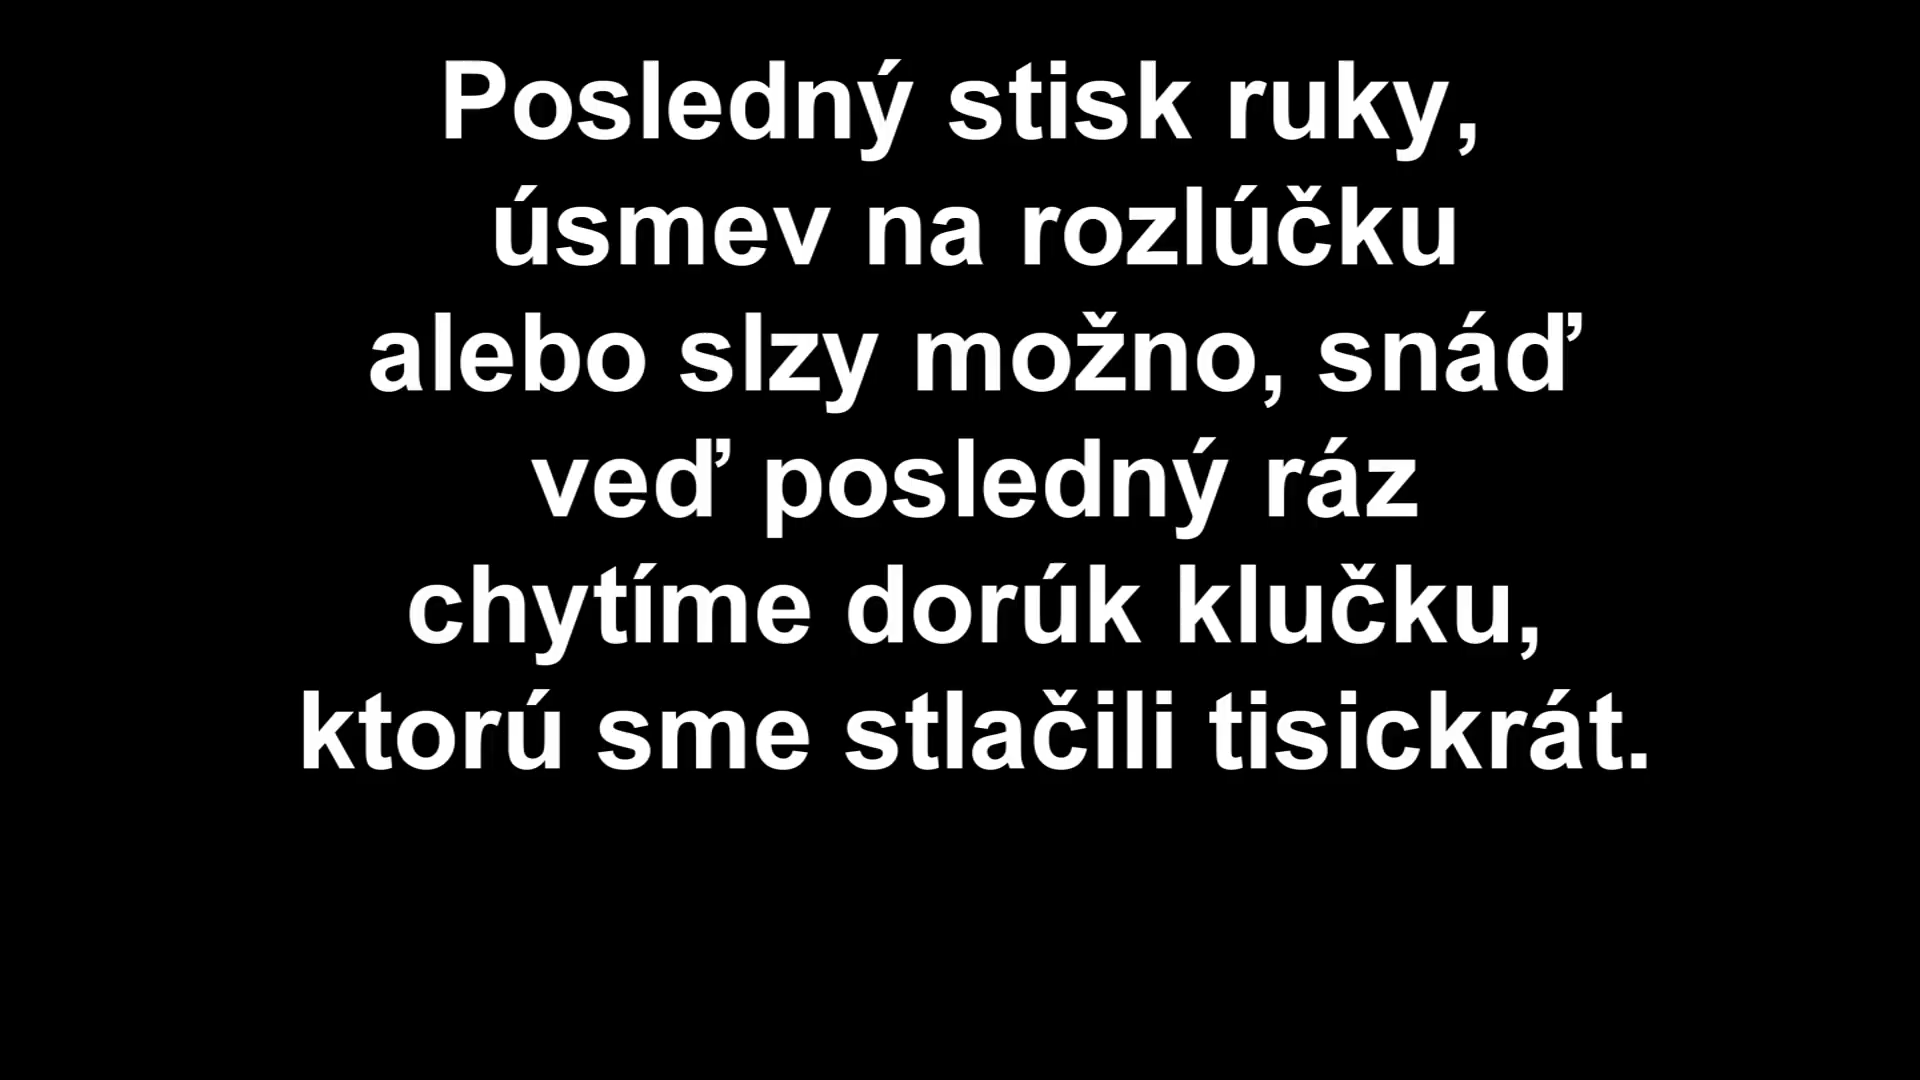 Posledný stisk ruky,
úsmev na rozlúčku
alebo slzy možno, snáď
veď posledný ráz
chytíme dorúk klučku,
ktorú sme stlačili tisickrát.